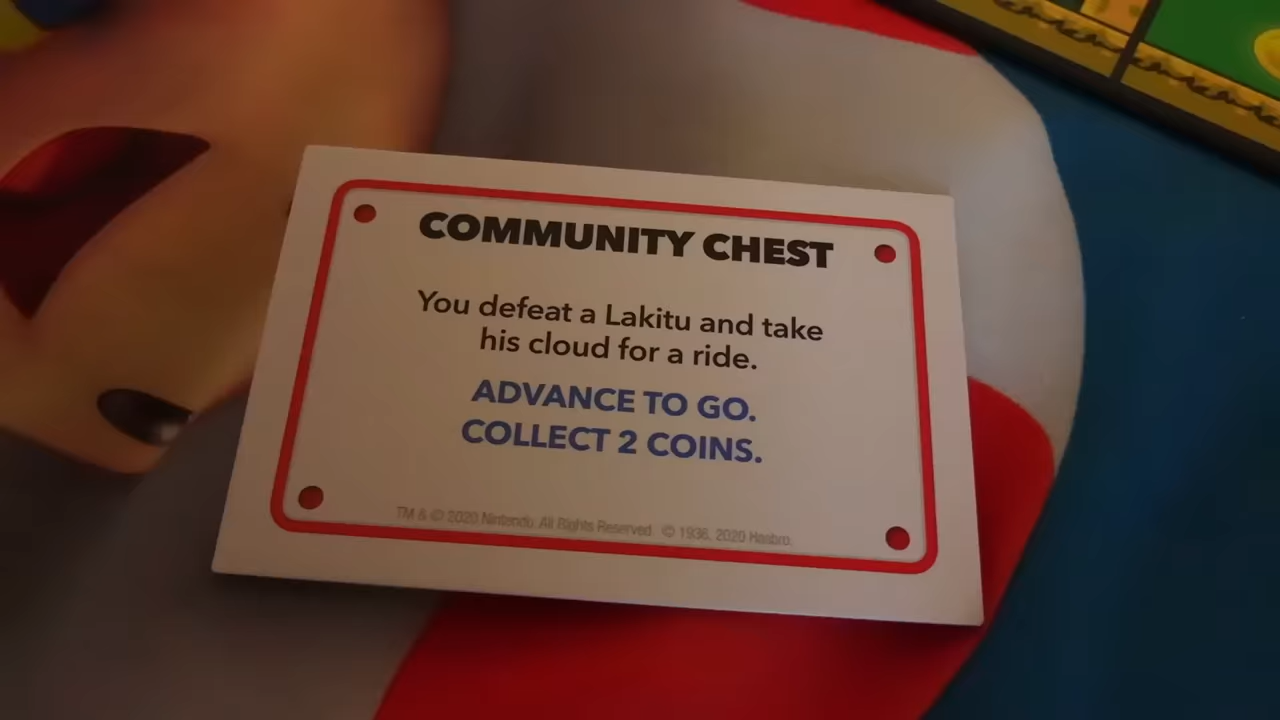 COMMUNITY CHEST
You defeat a Lakitu and take
his cloud for a ride.
ADVANCE TO GO.
COLLECT 2 COINS.
TM & © 2020 Nintendo. All Rights Reserved. © 1936, 2020 Hasbro.